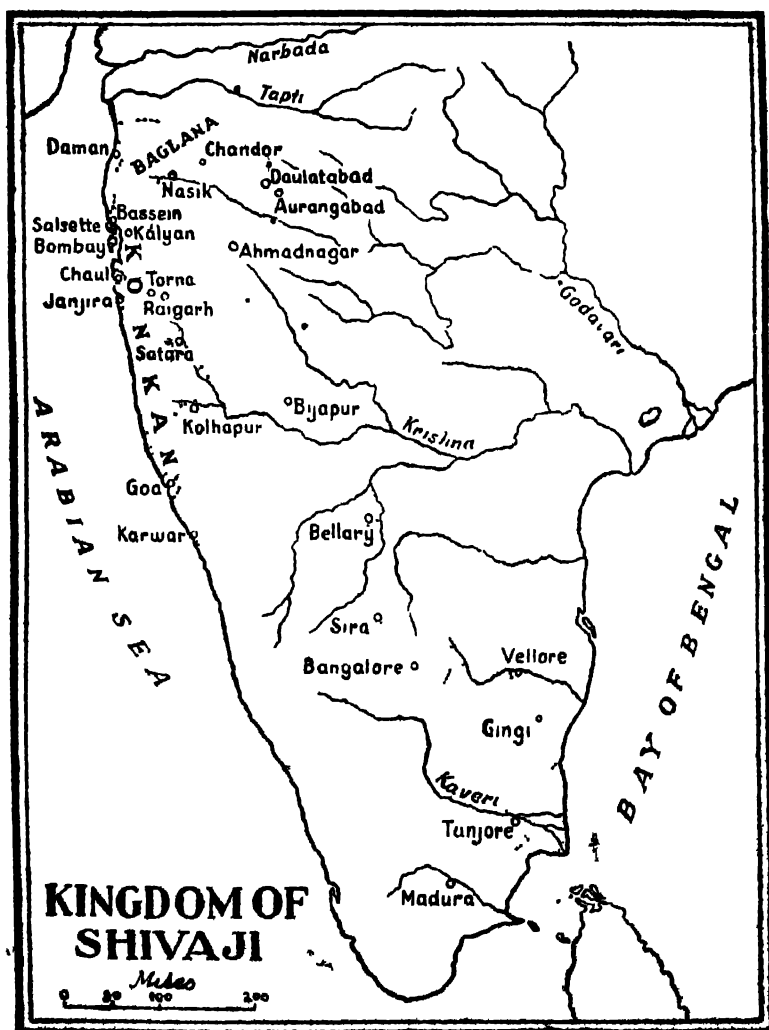 Narbada
Tapti
BAGLANA
Daman
Chandor
Nasik
Daulatabad
Aurangabad
Bassein
Salsette
Kályan
Bombay
Ahmadnagar
Chaul
Torna
Janjira
Raigarh
Godavari
Satara
KONKAN
Bijapur
Kolhapur
Krishna
ARABIAN SEA
Goa
Karwar
Bellary
Sira
Bangalore
Vellore
Gingi
BAY OF BENGAL
Kaveri
Tunjore
Madura
KINGDOM OF
SHIVAJI
Miles
0 50 100 200